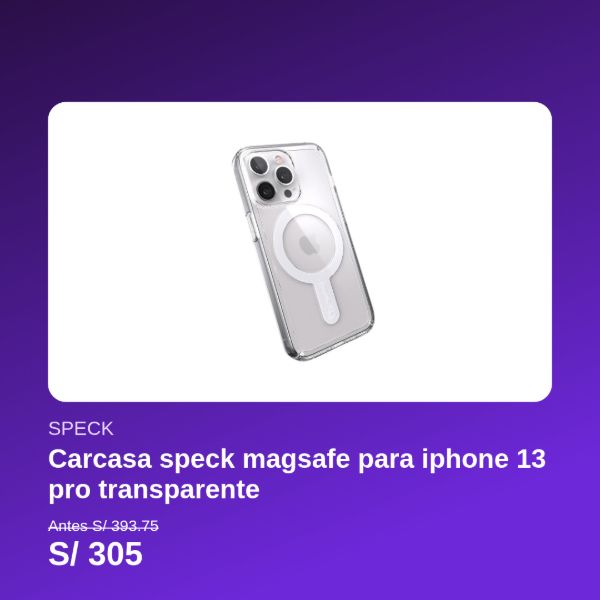 SPECK
Carcasa speck magsafe para iphone 13
pro transparente
Antes S/ 393.75
S/ 305